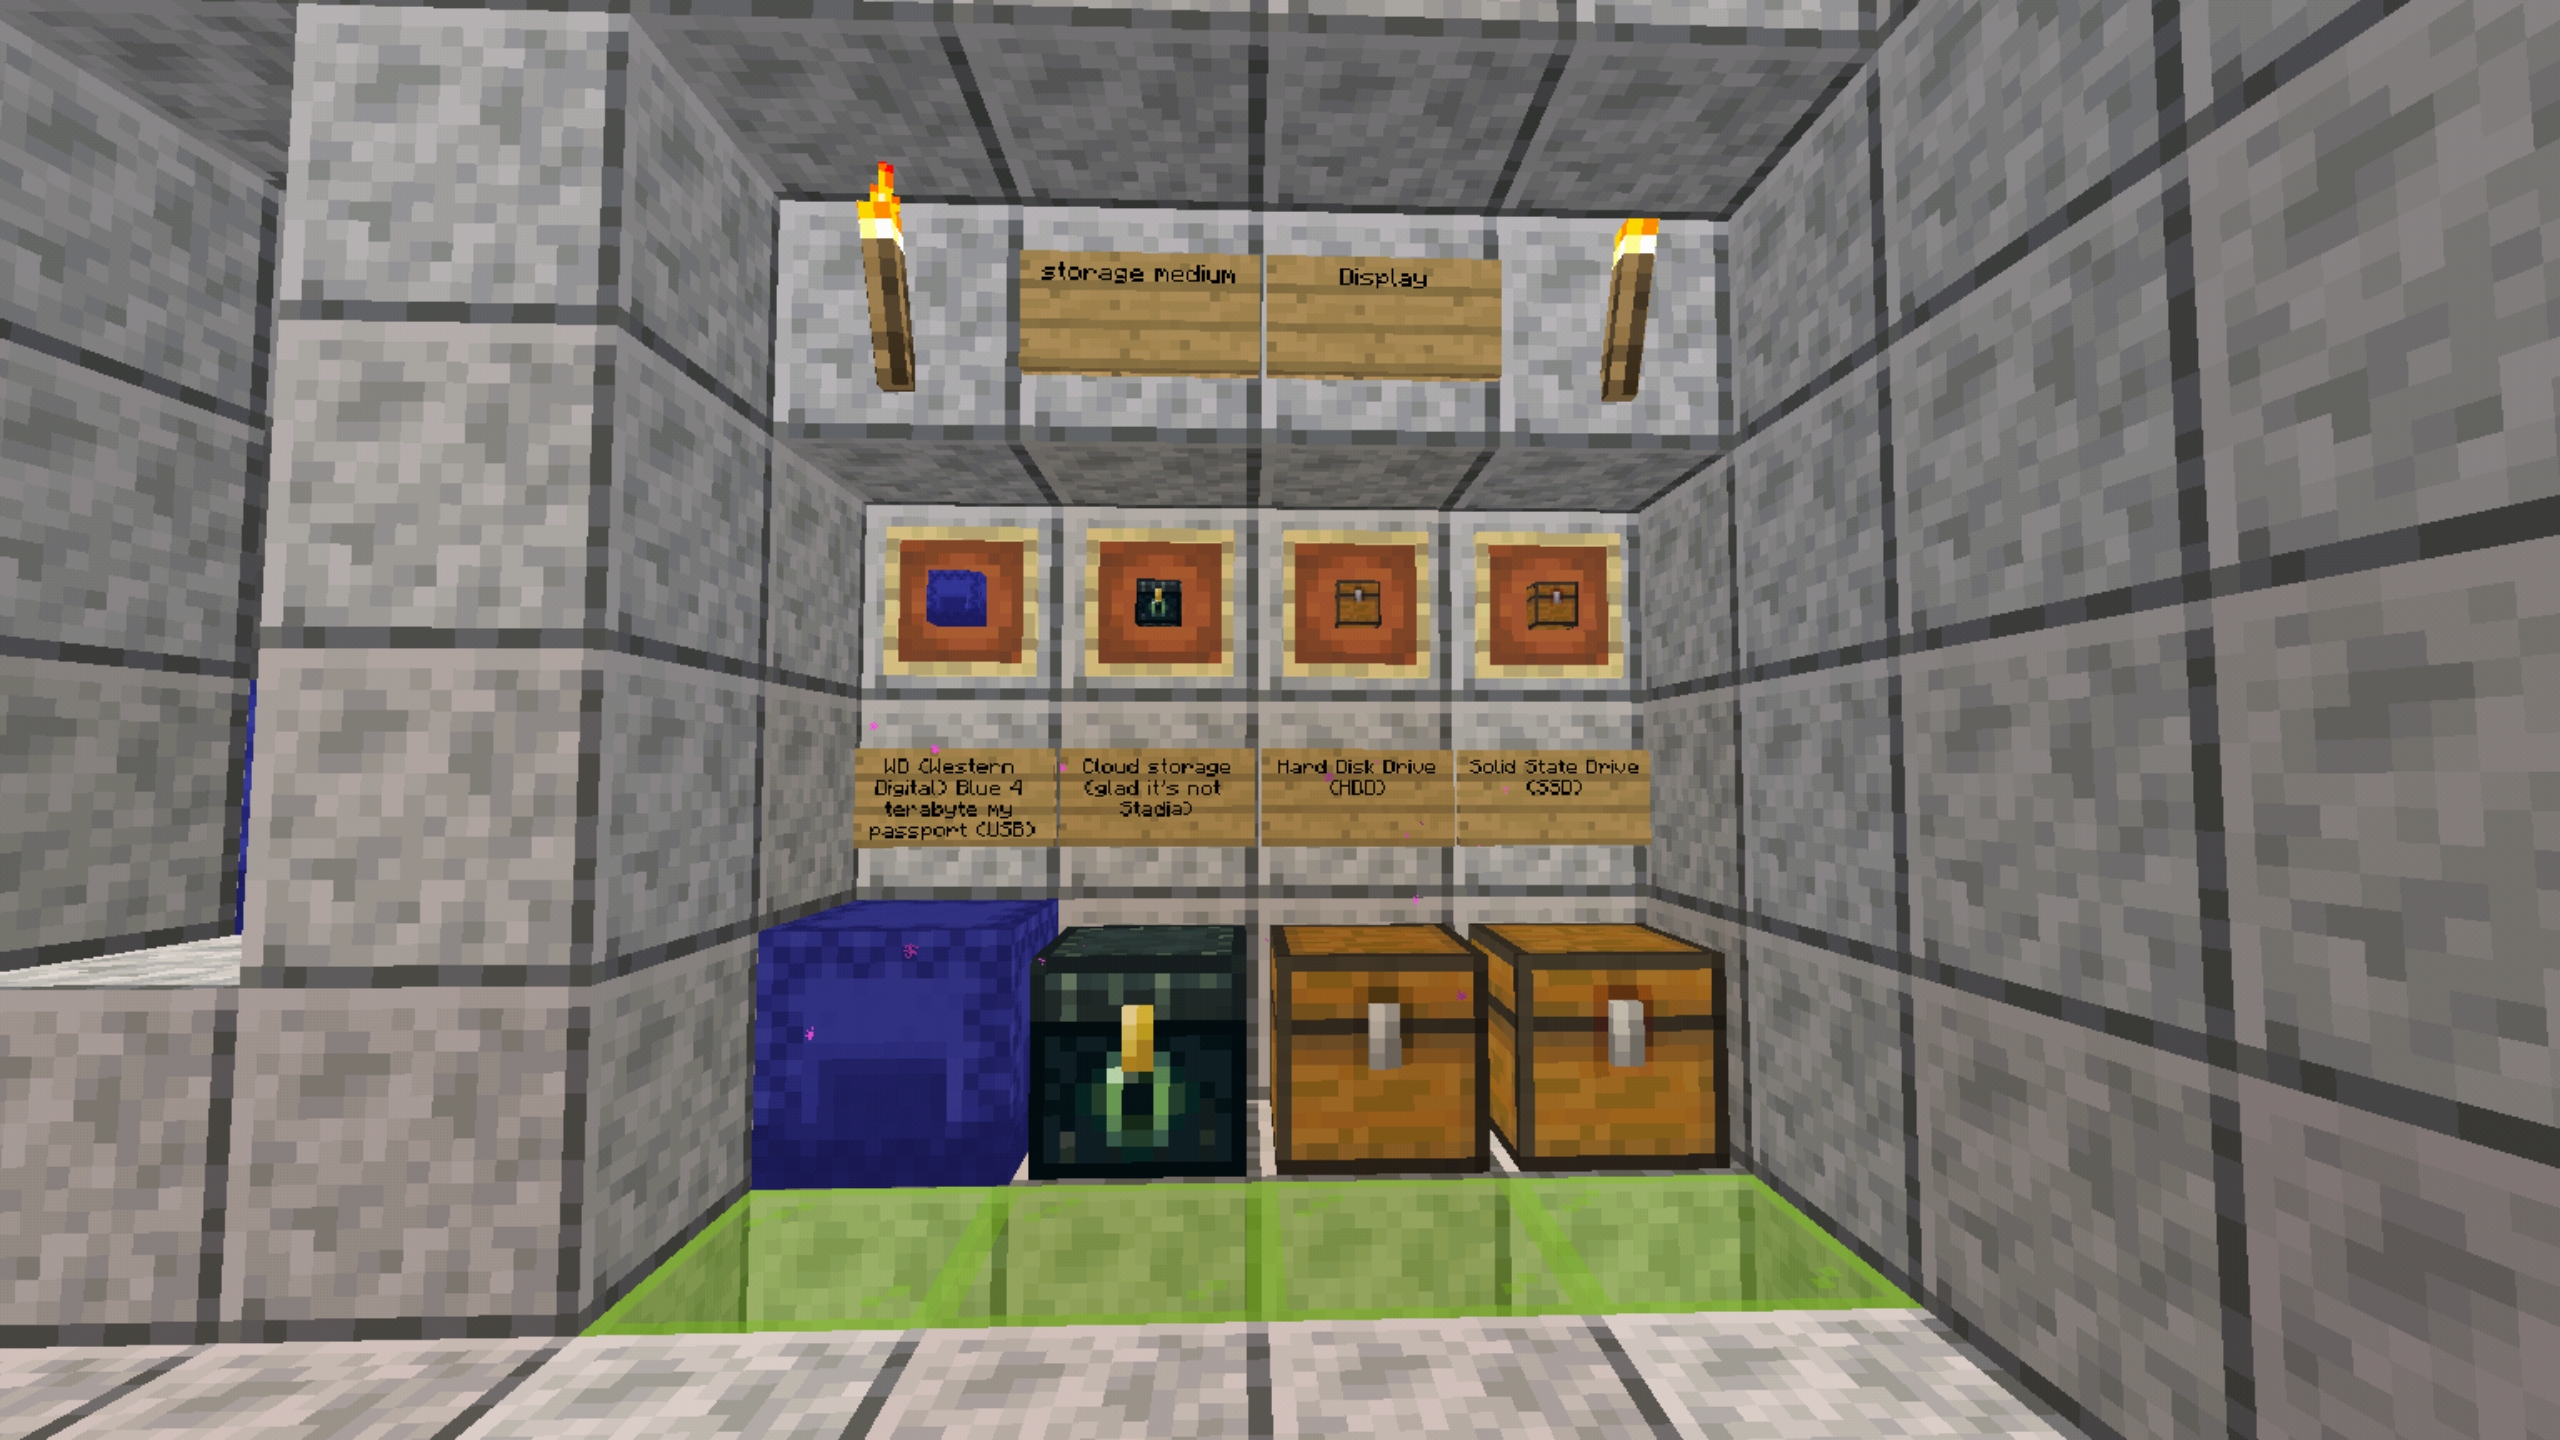 storage medium
Display
WD (Western
Digital) Blue 4
terabyte my
passport (USB)
Cloud storage
(glad it's not
Stadia)
Hard Disk Drive
(HDD)
Solid State Drive
(SSD)